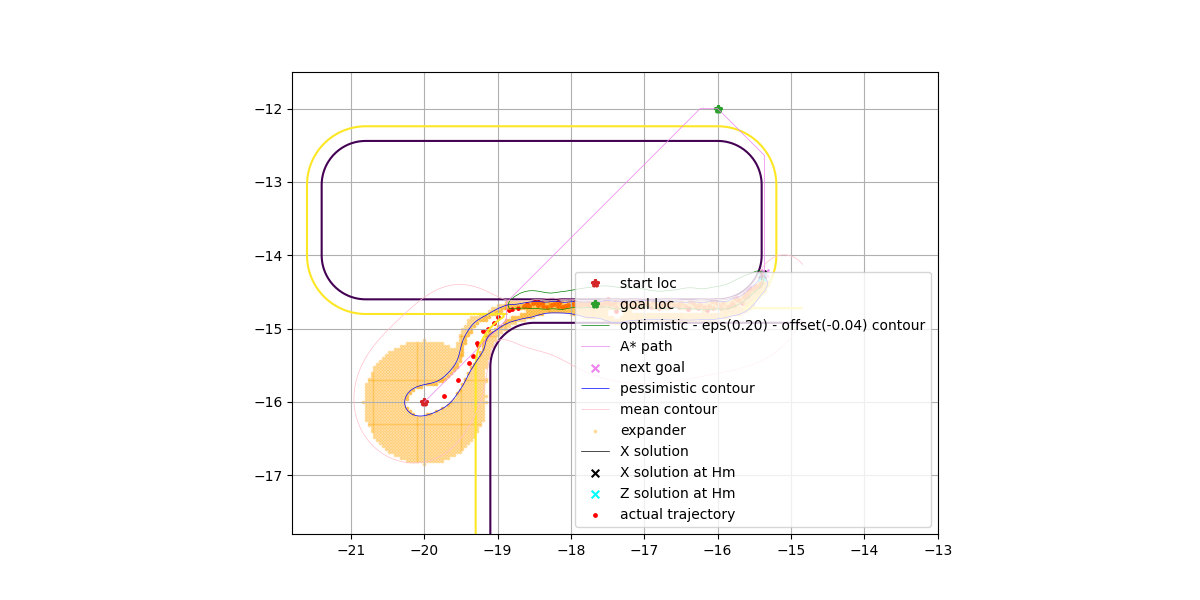 −12
−13
−14
−15
−16
−17
start loc
goal loc
optimistic - eps(0.20) - offset(-0.04) contour
A* path
next goal
pessimistic contour
mean contour
expander
X solution
X solution at Hm
Z solution at Hm
actual trajectory
−21
−20
−19
−18
−17
−16
−15
−14
−13